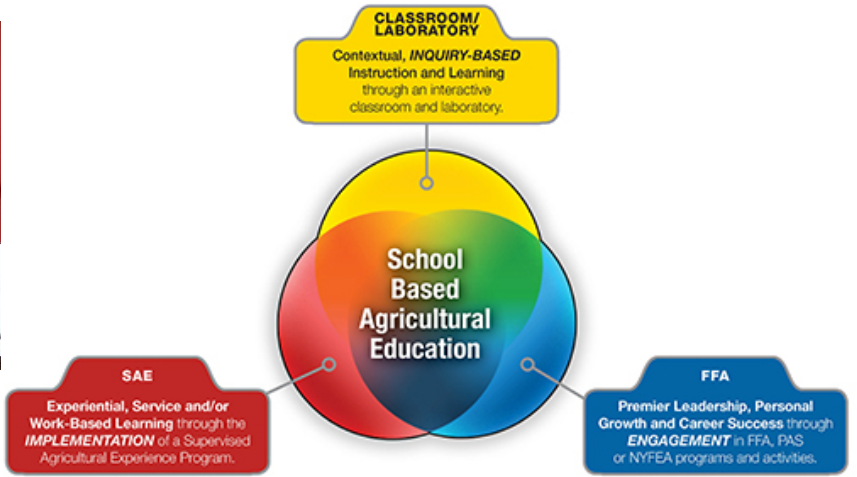 CLASSROOM/
LABORATORY
Contextual, INQUIRY-BASED
Instruction and Learning
through an interactive
classroom and laboratory.
School
Based
Agricultural
Education
SAE
Experiential, Service and/or
Work-Based Learning through the
IMPLEMENTATION of a Supervised
Agricultural Experience Program.
FFA
Premier Leadership, Personal
Growth and Career Success through
ENGAGEMENT in FFA, PAS
or NYFEA programs and activities.